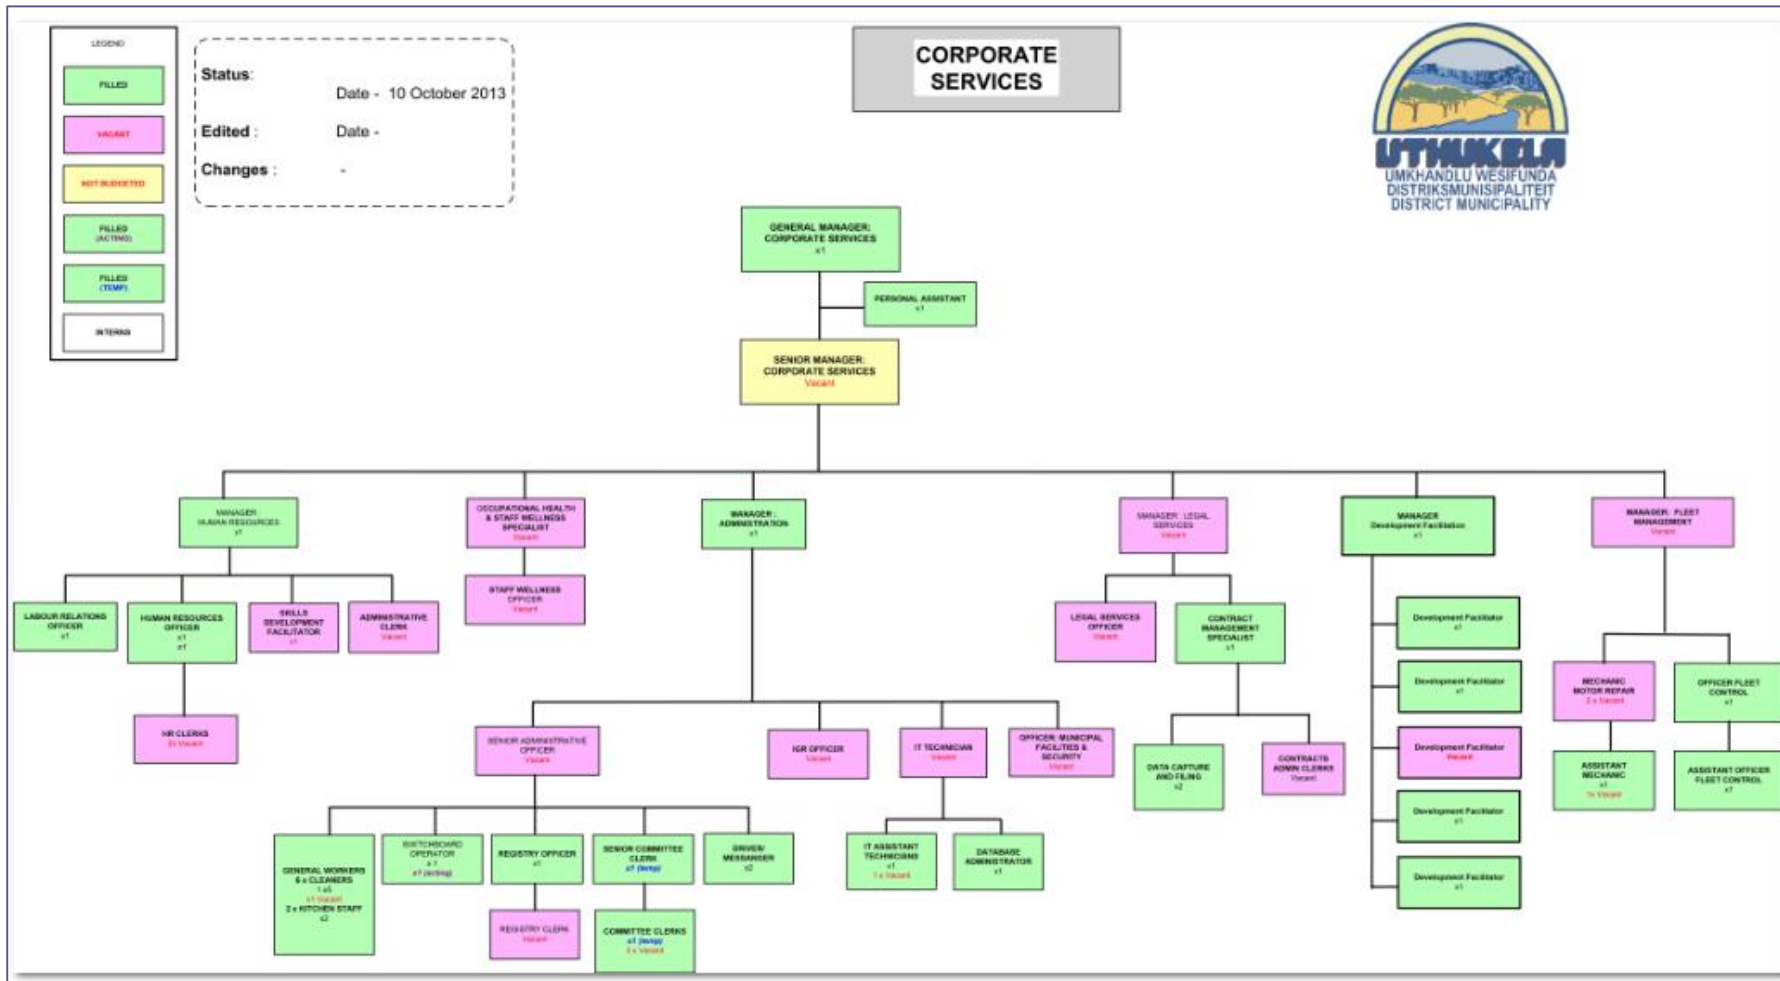 LEGEND
FILLED
VACANT
NOT BUDGETED
FILLED
(ACTING)
FILLED
(TEMP)
INTERNS
Status:
Date - 10 October 2013
Edited :
Date -
Changes :
-
CORPORATE
SERVICES
UTHUKELA
UMKHANDLU WESIFUNDA
DISTRIKSMUNISIPALITEIT
DISTRICT MUNICIPALITY
GENERAL MANAGER:
CORPORATE SERVICES
x1
PERSONAL ASSISTANT
x1
SENIOR MANAGER:
CORPORATE SERVICES
Vacant
MANAGER :
HUMAN RESOURCES
x1
OCCUPATIONAL HEALTH
& STAFF WELLNESS
SPECIALIST
Vacant
MANAGER :
ADMINISTRATION
x1
MANAGER : LEGAL
SERVICES
Vacant
MANAGER
Development Facilitation
x1
MANAGER: FLEET
MANAGEMENT
Vacant
LABOUR RELATIONS
OFFICER
x1
HUMAN RESOURCES
OFFICER
x1
x1
SKILLS
DEVELOPMENT
FACILITATOR
x1
ADMINISTRATIVE
CLERK
Vacant
STAFF WELLNESS
OFFICER
Vacant
LEGAL SERVICES
OFFICER
Vacant
CONTRACT
MANAGEMENT
SPECIALIST
x1
Development Facilitator
x1
Development Facilitator
x1
Development Facilitator
Vacant
Development Facilitator
x1
Development Facilitator
x1
MECHANIC
MOTOR REPAIR
2 x Vacant
OFFICER FLEET
CONTROL
x1
HR CLERKS
Vacant
SENIOR ADMINISTRATIVE
OFFICER
Vacant
IGR OFFICER
Vacant
IT TECHNICIAN
Vacant
OFFICER: MUNICIPAL
FACILITIES &
SECURITY
Vacant
DATA CAPTURE
AND FILING
x2
CONTRACTS
ADMIN CLERKS
Vacant
ASSISTANT
MECHANIC
x1
1x Vacant
ASSISTANT OFFICER
FLEET CONTROL
x1
GENERAL WORKERS
6 x CLEANERS
x5
x1 Vacant
2 x KITCHEN STAFF
x2
SWITCHBOARD
OPERATOR
x 1
x1 (acting)
REGISTRY OFFICER
x1
SENIOR COMMITTEE
CLERK
x1 (temp)
DRIVER/
MESSANGER
x2
IT ASSISTANT
TECHNICIANS
x1
1 x Vacant
DATABASE
ADMINISTRATOR
x1
REGISTRY CLERK
Vacant
COMMITTEE CLERKS
x1 (temp)
x Vacant